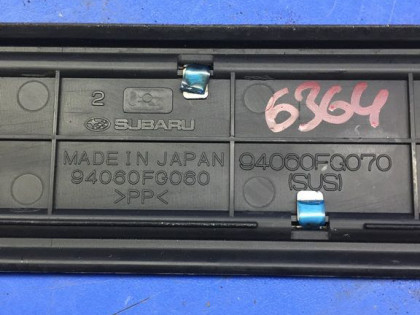 2
6364
SUBARU
MADE IN JAPAN
94060FG060
>PP<
94060FG070
(SUS)